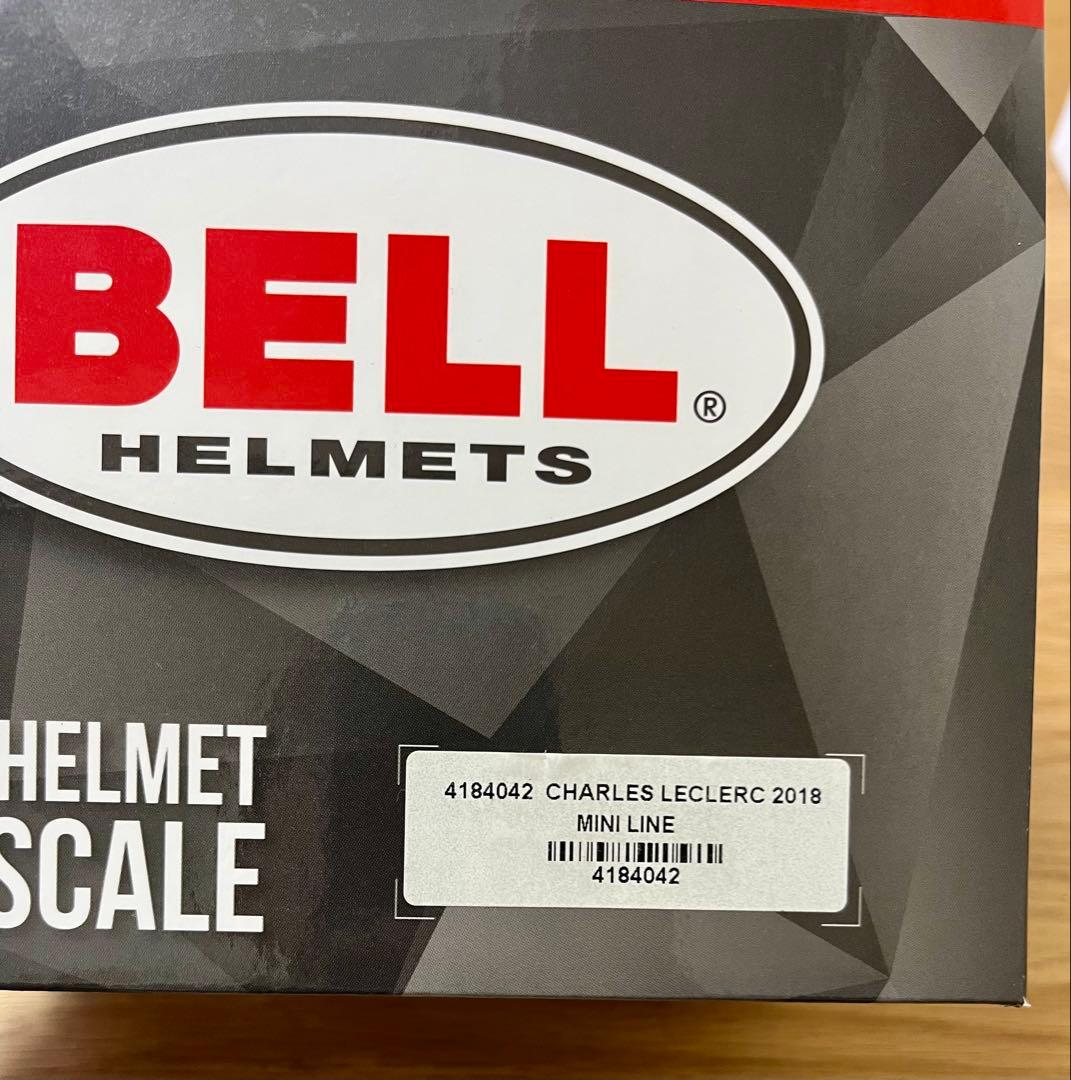 BELL®
HELMETS
HELMET
SCALE
4184042 CHARLES LECLERC 2018
MINI LINE
4184042